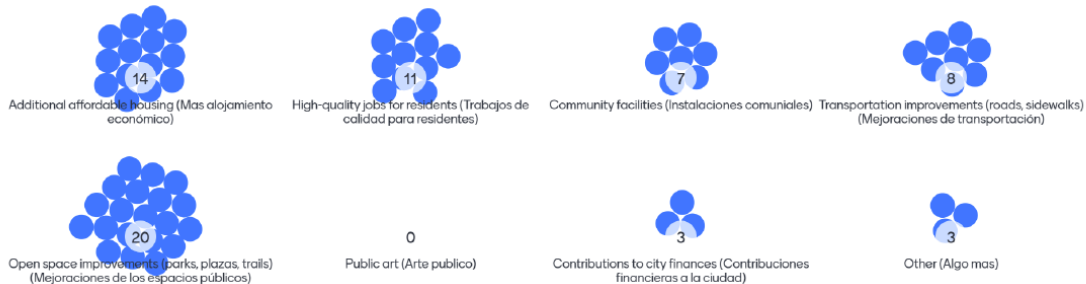 14
Additional affordable housing (Mas alojamiento
económico)
11
High-quality jobs for residents (Trabajos de
calidad para residentes)
7
Community facilities (Instalaciones comuniales)
8
Transportation improvements (roads, sidewalks)
(Mejoraciones de transportación)
20
Open space improvements (parks, plazas, trails)
(Mejoraciones de los espacios públicos)
0
Public art (Arte publico)
3
Contributions to city finances (Contribuciones
financieras a la ciudad)
3
Other (Algo mas)